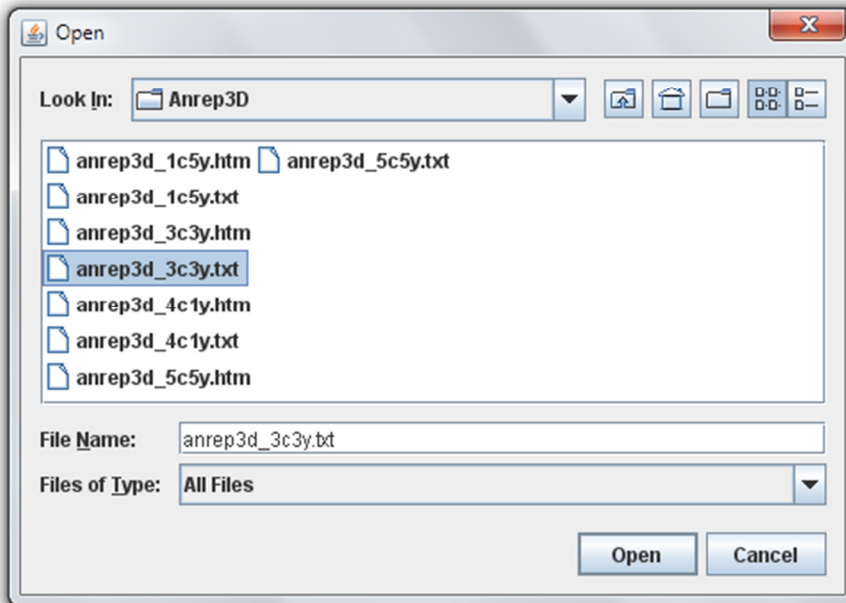 Open
Look In: Anrep3D
anrep3d_1c5y.htm anrep3d_5c5y.txt
anrep3d_1c5y.txt
anrep3d_3c3y.htm
anrep3d_3c3y.txt
anrep3d_4c1y.htm
anrep3d_4c1y.txt
anrep3d_5c5y.htm
File Name: anrep3d_3c3y.txt
Files of Type: All Files
Open Cancel